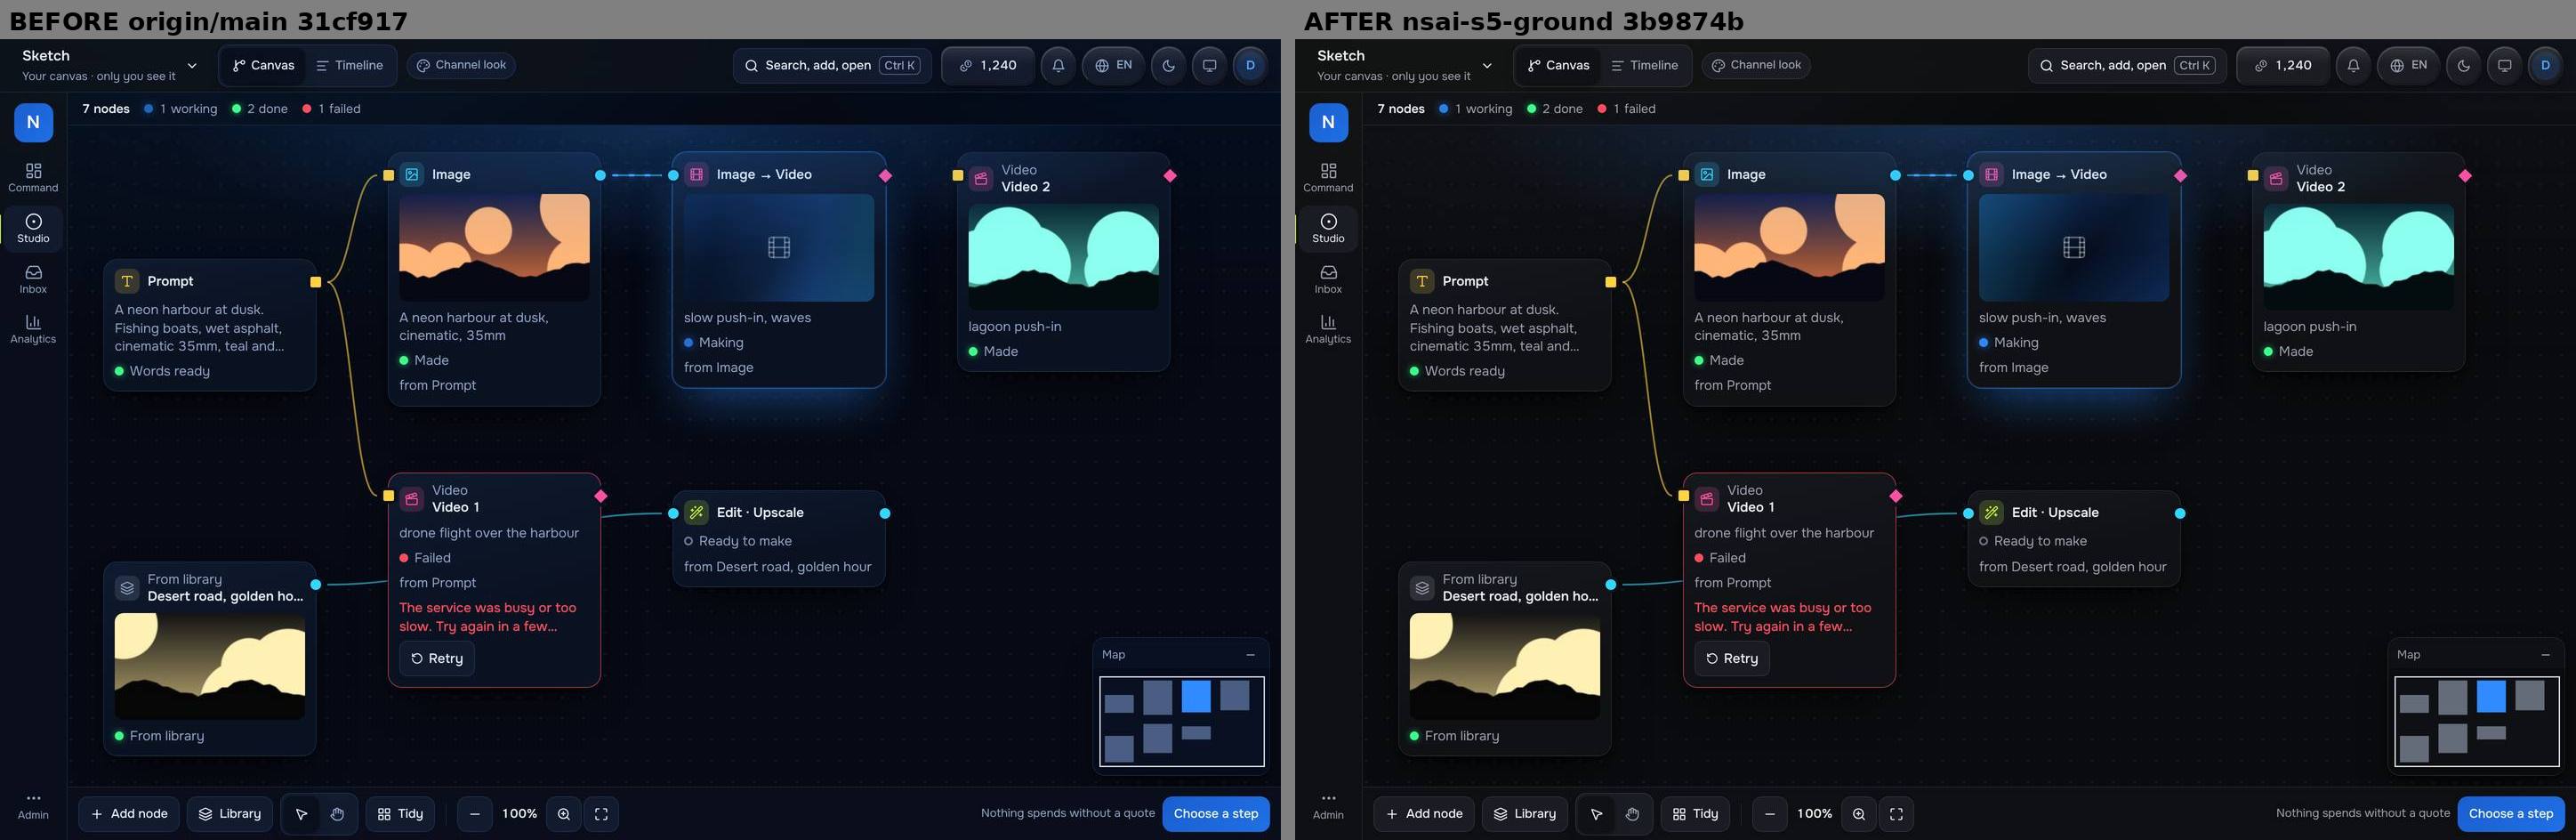 BEFORE origin/main 31cf917
Sketch
Your canvas · only you see it
Canvas
Timeline
Channel look
Search, add, open
Ctrl K
1,240
EN
D
7 nodes
1 working
2 done
1 failed
N
Command
Studio
Inbox
Analytics
Admin
Prompt
A neon harbour at dusk.
Fishing boats, wet asphalt,
cinematic 35mm, teal and...
Words ready
Image
A neon harbour at dusk,
cinematic, 35mm
Made
from Prompt
Image → Video
slow push-in, waves
Making
from Image
Video
Video 2
lagoon push-in
Made
Video
Video 1
drone flight over the harbour
Failed
from Prompt
The service was busy or too
slow. Try again in a few...
Retry
Edit · Upscale
Ready to make
from Desert road, golden hour
From library
Desert road, golden ho...
From library
Map
Add node
Library
Tidy
100%
Nothing spends without a quote
Choose a step
AFTER nsai-s5-ground 3b9874b
Sketch
Your canvas · only you see it
Canvas
Timeline
Channel look
Search, add, open
Ctrl K
1,240
EN
D
7 nodes
1 working
2 done
1 failed
N
Command
Studio
Inbox
Analytics
Admin
Prompt
A neon harbour at dusk.
Fishing boats, wet asphalt,
cinematic 35mm, teal and...
Words ready
Image
A neon harbour at dusk,
cinematic, 35mm
Made
from Prompt
Image → Video
slow push-in, waves
Making
from Image
Video
Video 2
lagoon push-in
Made
Video
Video 1
drone flight over the harbour
Failed
from Prompt
The service was busy or too
slow. Try again in a few...
Retry
Edit · Upscale
Ready to make
from Desert road, golden hour
From library
Desert road, golden ho...
From library
Map
Add node
Library
Tidy
100%
Nothing spends without a quote
Choose a step